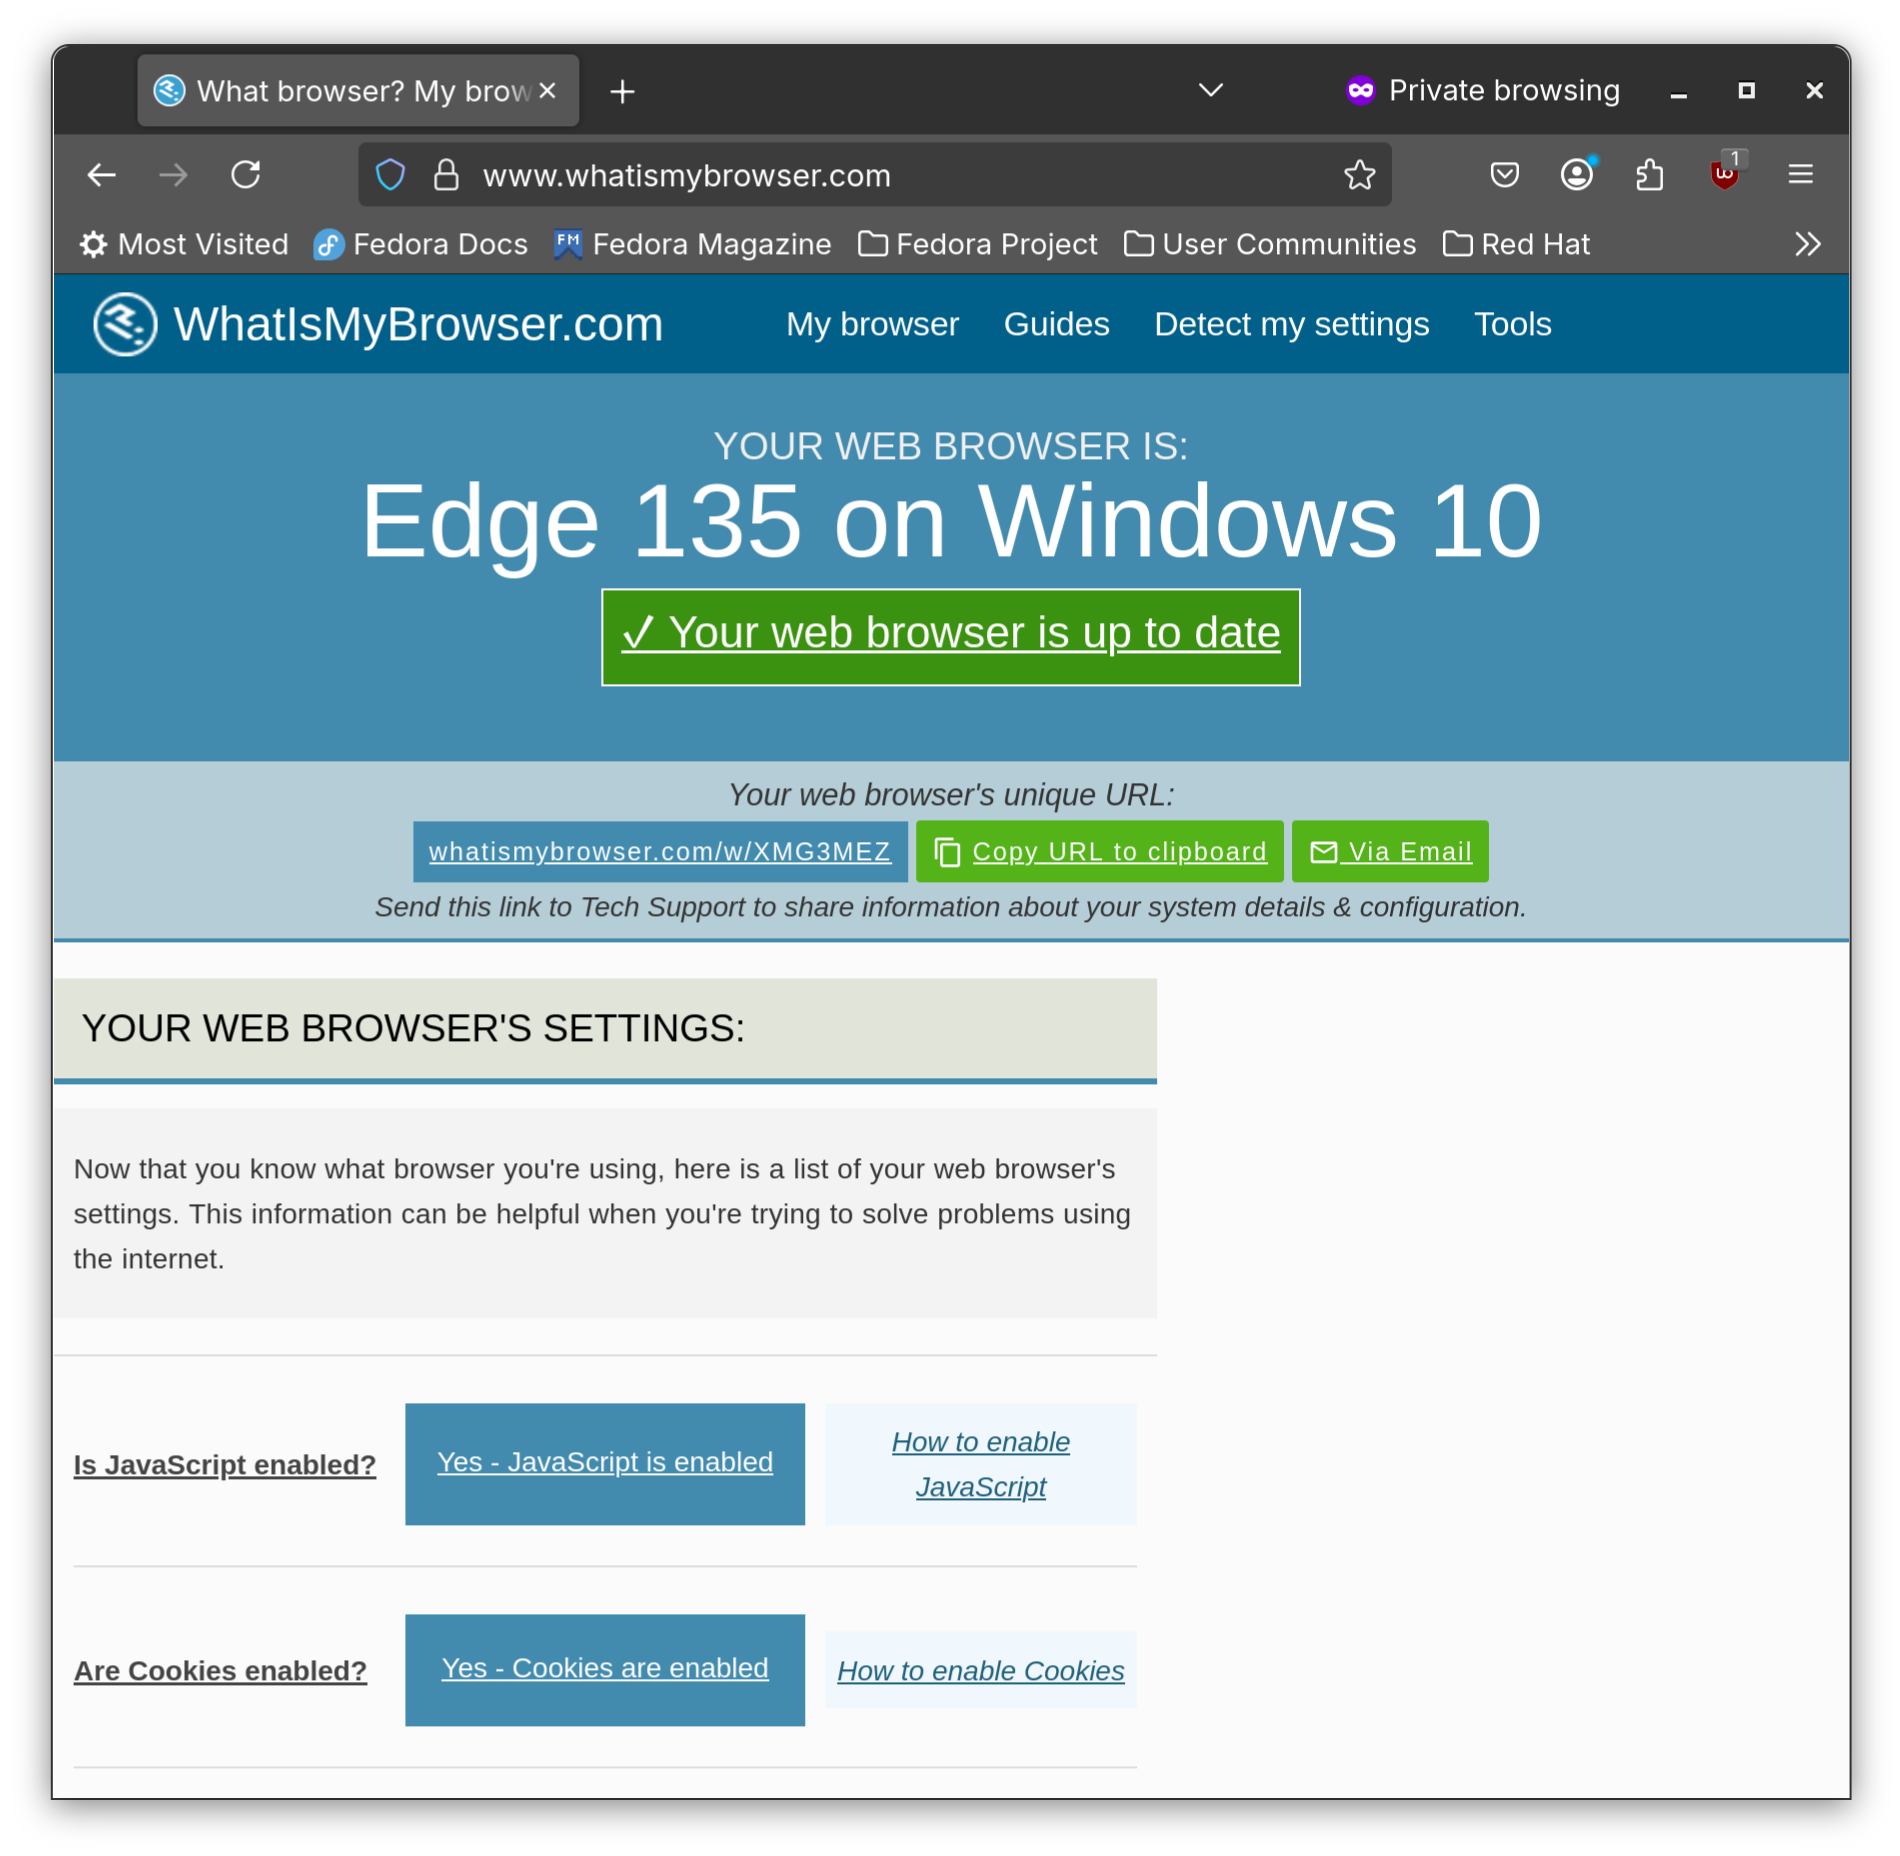 What browser? My brow
Private browsing
www.whatismybrowser.com
1
Most Visited Fedora Docs FM Fedora Magazine Fedora Project User Communities Red Hat
WhatIsMyBrowser.com My browser Guides Detect my settings Tools
YOUR WEB BROWSER IS:
Edge 135 on Windows 10
✓ Your web browser is up to date
Your web browser's unique URL:
whatismybrowser.com/w/XMG3MEZ Copy URL to clipboard Via Email
Send this link to Tech Support to share information about your system details & configuration.
YOUR WEB BROWSER'S SETTINGS:
Now that you know what browser you're using, here is a list of your web browser's
settings. This information can be helpful when you're trying to solve problems using
the internet.
Is JavaScript enabled? Yes - JavaScript is enabled How to enable
JavaScript
Are Cookies enabled? Yes - Cookies are enabled How to enable Cookies